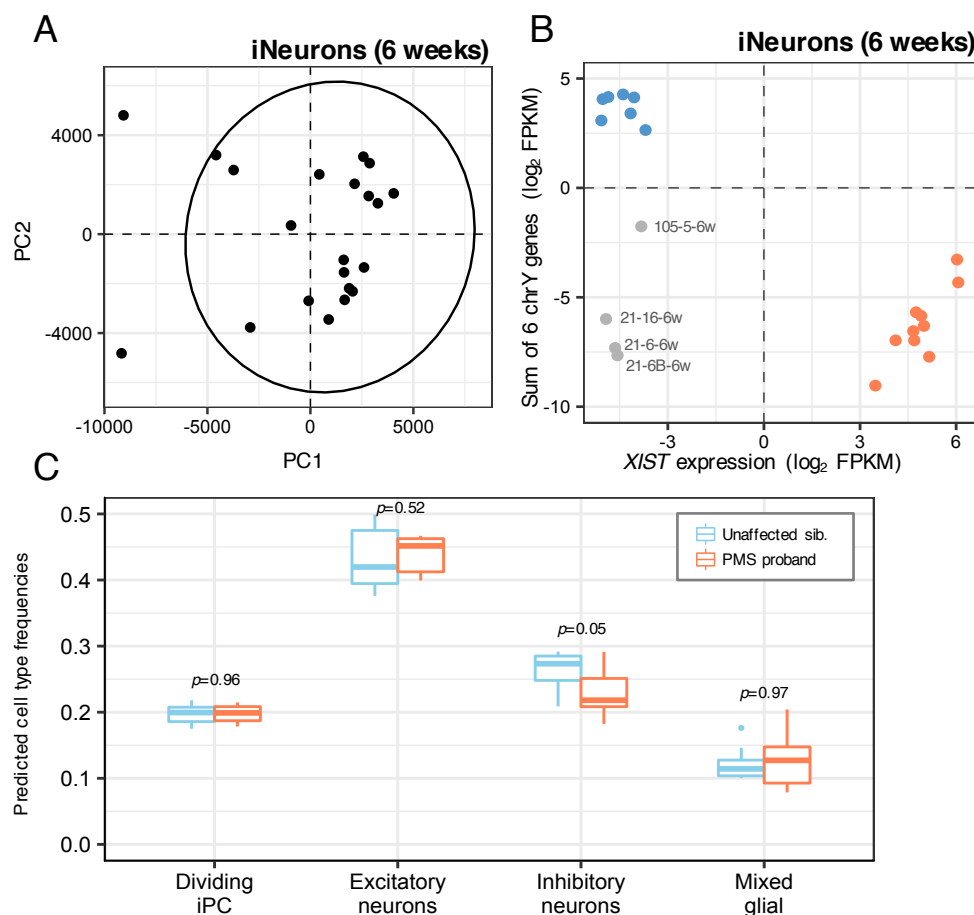 A
iNeurons (6 weeks)
4000
0
-4000
PC2
-10000
-5000
0
5000
PC1
B
iNeurons (6 weeks)
5
0
-5
-10
Sum of 6 chrY genes (log2 FPKM)
105-5-6w
21-16-6w
21-6-6w
21-6B-6w
-3
0
3
6
XIST expression (log2 FPKM)
C
0.5
0.4
0.3
0.2
0.1
0.0
Predicted cell type frequencies
p=0.96
p=0.52
p=0.05
p=0.97
Unaffected sib.
PMS proband
Dividing
iPC
Excitatory
neurons
Inhibitory
neurons
Mixed
glial